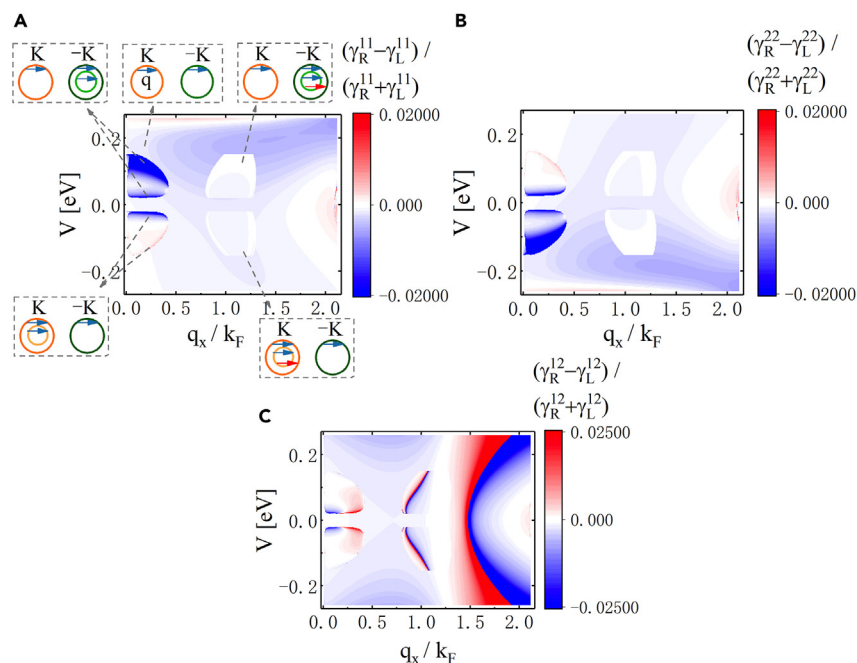 A
B
K
−K
K
−K
K
−K
q
(γ_R^11−γ_L^11) /
(γ_R^11+γ_L^11)
(γ_R^22−γ_L^22) /
(γ_R^22+γ_L^22)
0.02000
0.000
−0.02000
V [eV]
0.2
0.0
−0.2
0.0 0.5 1.0 1.5 2.0
q_x / k_F
K
−K
K
−K
V [eV]
0.2
0.0
−0.2
0.0 0.5 1.0 1.5 2.0
q_x / k_F
0.02000
0.000
−0.02000
C
(γ_R^12−γ_L^12) /
(γ_R^12+γ_L^12)
0.02500
0.000
−0.02500
V [eV]
0.2
0.0
−0.2
0.0 0.5 1.0 1.5 2.0
q_x / k_F